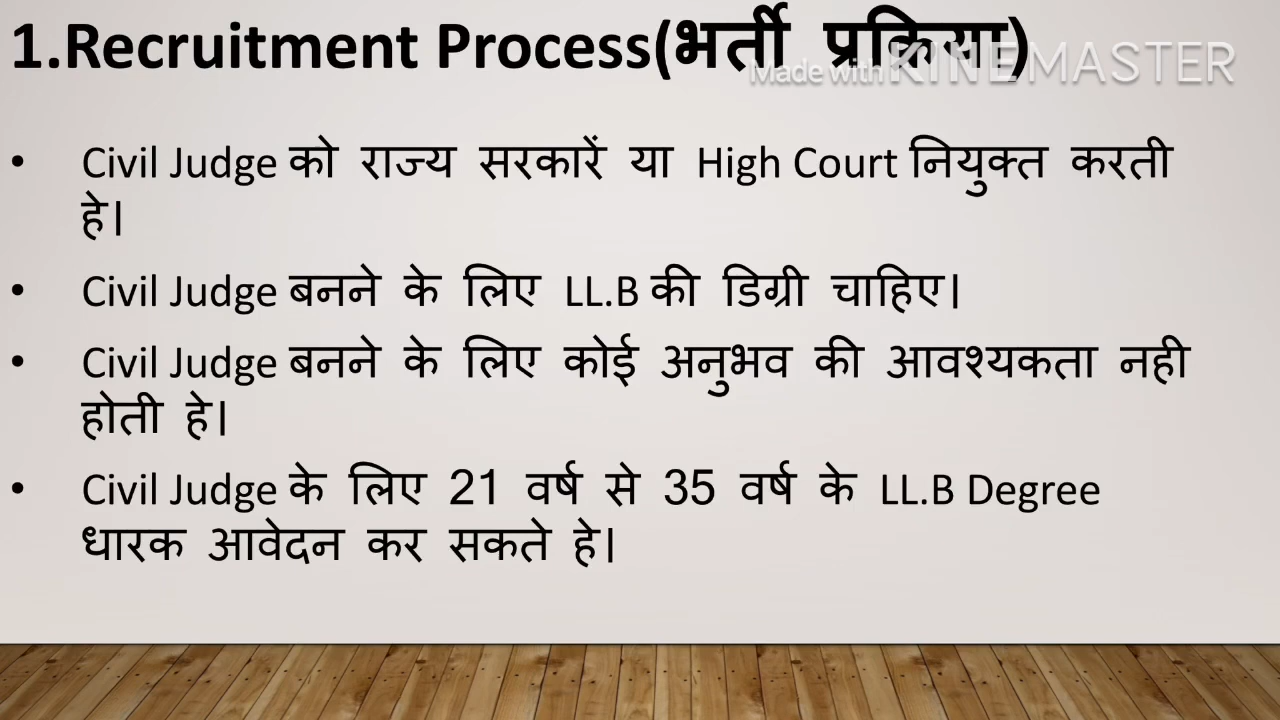 1.Recruitment Process(भर्ती प्रक्रिया)
Made with KINEMASTER
• Civil Judge को राज्य सरकारें या High Court नियुक्त करती
हे।
• Civil Judge बनने के लिए LL.B की डिग्री चाहिए।
• Civil Judge बनने के लिए कोई अनुभव की आवश्यकता नही
होती हे।
• Civil Judge के लिए 21 वर्ष से 35 वर्ष के LL.B Degree
धारक आवेदन कर सकते हे।